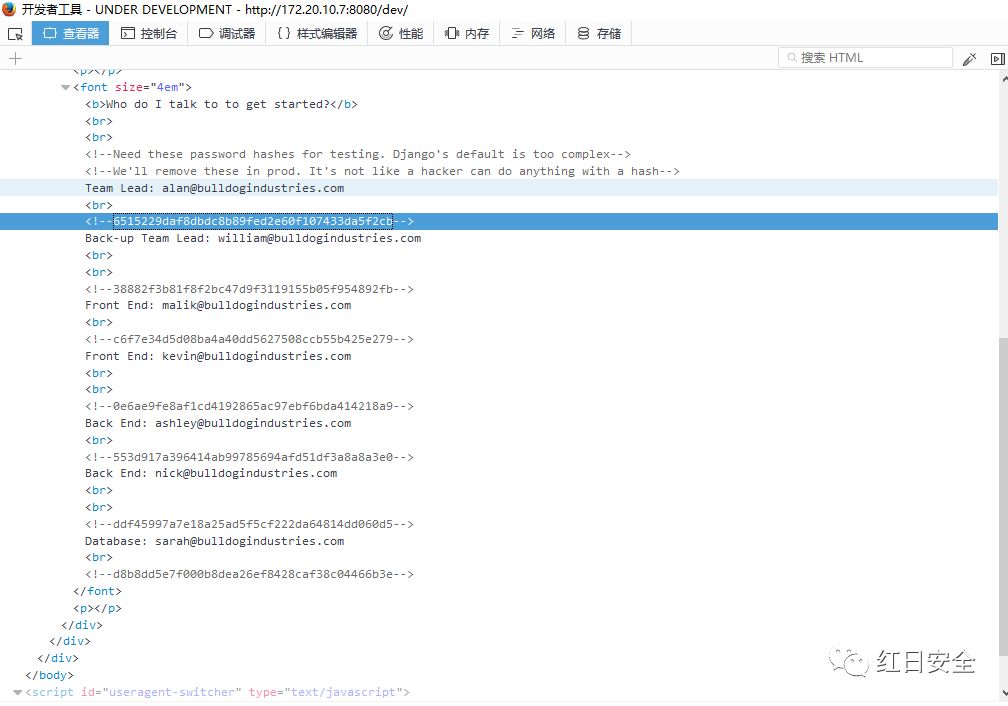 开发者工具 - UNDER DEVELOPMENT - http://172.20.10.7:8080/dev/
查看器 控制台 调试器 {} 样式编辑器 性能 内存 网络 存储
搜索 HTML
<p></p>
<font size="4em">
<b>Who do I talk to to get started?</b>
<br>
<br>
<!--Need these password hashes for testing. Django's default is too complex-->
<!--We'll remove these in prod. It's not like a hacker can do anything with a hash-->
Team Lead: alan@bulldogindustries.com
<br>
<!--6515229daf8dbdc8b89fed2e60f107433da5f2cb-->
Back-up Team Lead: william@bulldogindustries.com
<br>
<br>
<!--38882f3b81f8f2bc47d9f3119155b05f954892fb-->
Front End: malik@bulldogindustries.com
<br>
<!--c6f7e34d5d08ba4a40dd5627508ccb55b425e279-->
Front End: kevin@bulldogindustries.com
<br>
<br>
<!--0e6ae9fe8af1cd4192865ac97ebf6bda414218a9-->
Back End: ashley@bulldogindustries.com
<br>
<!--553d917a396414ab99785694afd51df3a8a8a3e0-->
Back End: nick@bulldogindustries.com
<br>
<br>
<!--ddf45997a7e18a25ad5f5cf222da64814dd060d5-->
Database: sarah@bulldogindustries.com
<br>
<!--d8b8dd5e7f000b8dea26ef8428caf38c04466b3e-->
</font>
<p></p>
</div>
</div>
</div>
</body>
<script id="useragent-switcher" type="text/javascript">
红日安全